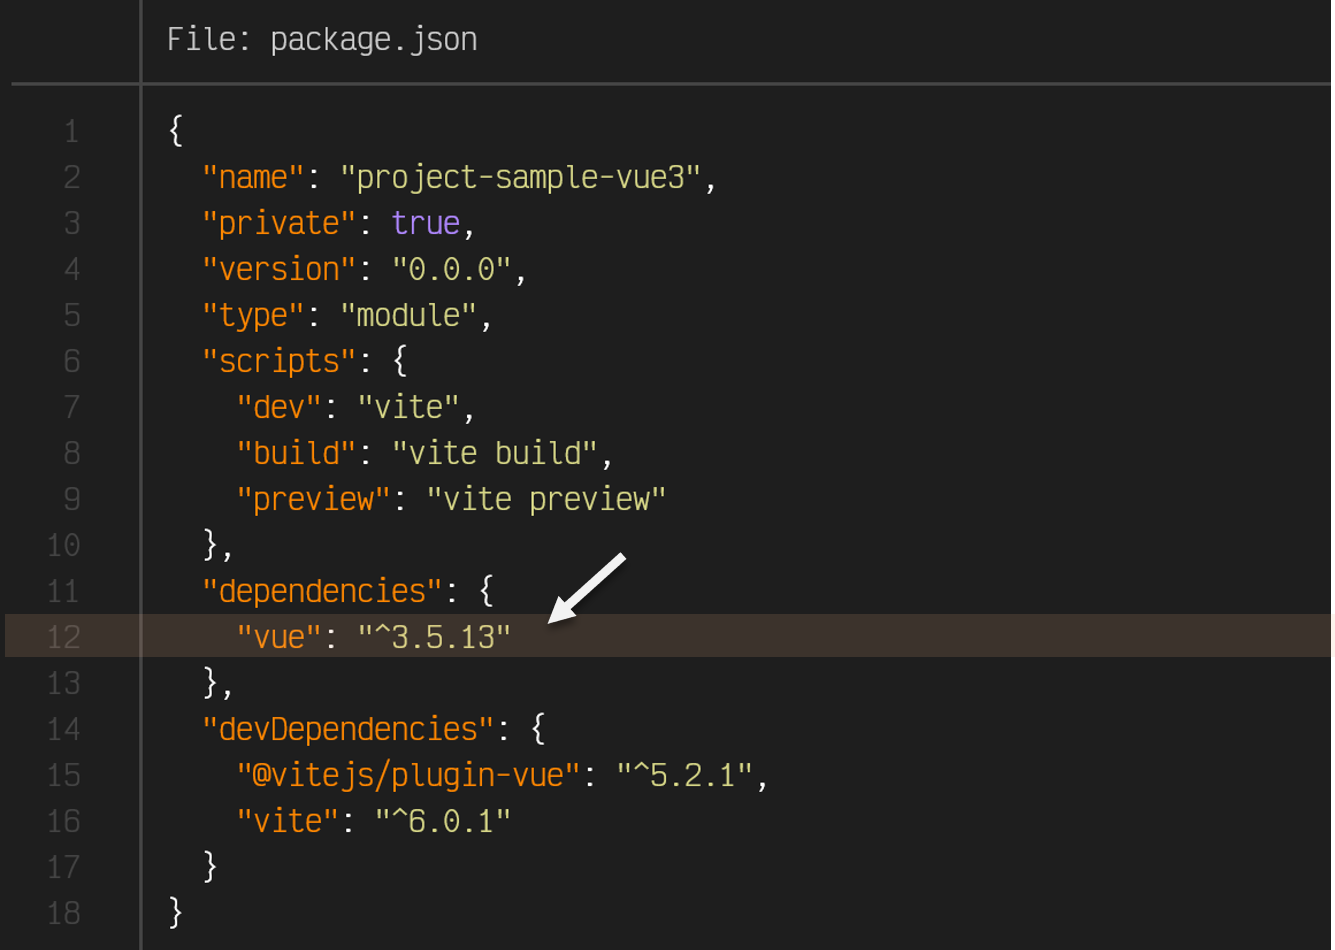 File: package.json
1 {
2   "name": "project-sample-vue3",
3   "private": true,
4   "version": "0.0.0",
5   "type": "module",
6   "scripts": {
7     "dev": "vite",
8     "build": "vite build",
9     "preview": "vite preview"
10   },
11   "dependencies": {
12     "vue": "^3.5.13"
13   },
14   "devDependencies": {
15     "@vitejs/plugin-vue": "^5.2.1",
16     "vite": "^6.0.1"
17   }
18 }